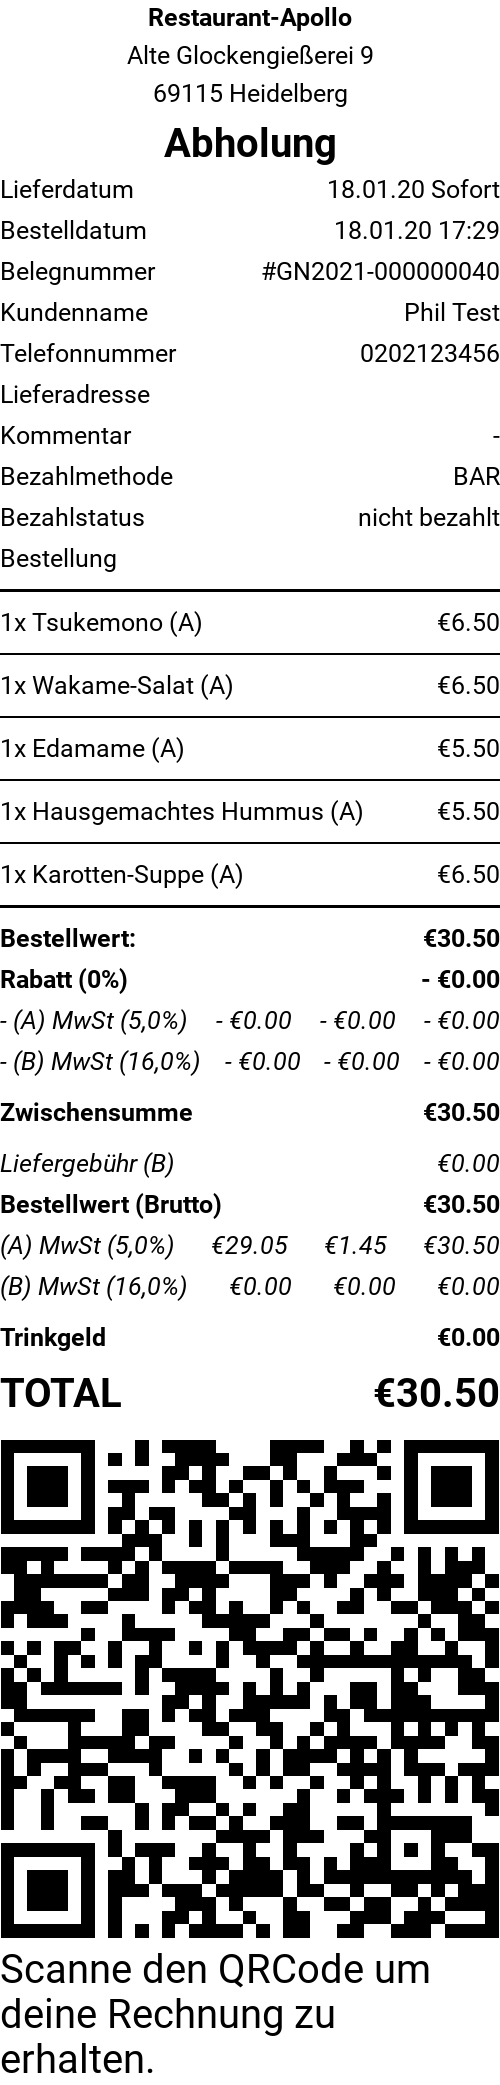 Restaurant-Apollo
Alte Glockengießerei 9
69115 Heidelberg
Abholung
Lieferdatum 18.01.20 Sofort
Bestelldatum 18.01.20 17:29
Belegnummer #GN2021-000000040
Kundenname Phil Test
Telefonnummer 0202123456
Lieferadresse
Kommentar -
Bezahlmethode BAR
Bezahlstatus nicht bezahlt
Bestellung
1x Tsukemono (A) €6.50
1x Wakame-Salat (A) €6.50
1x Edamame (A) €5.50
1x Hausgemachtes Hummus (A) €5.50
1x Karotten-Suppe (A) €6.50
Bestellwert: €30.50
Rabatt (0%) - €0.00
- (A) MwSt (5,0%) - €0.00 - €0.00 - €0.00
- (B) MwSt (16,0%) - €0.00 - €0.00 - €0.00
Zwischensumme €30.50
Liefergebühr (B) €0.00
Bestellwert (Brutto) €30.50
(A) MwSt (5,0%) €29.05 €1.45 €30.50
(B) MwSt (16,0%) €0.00 €0.00 €0.00
Trinkgeld €0.00
TOTAL €30.50
Scanne den QRCode um
deine Rechnung zu
erhalten.